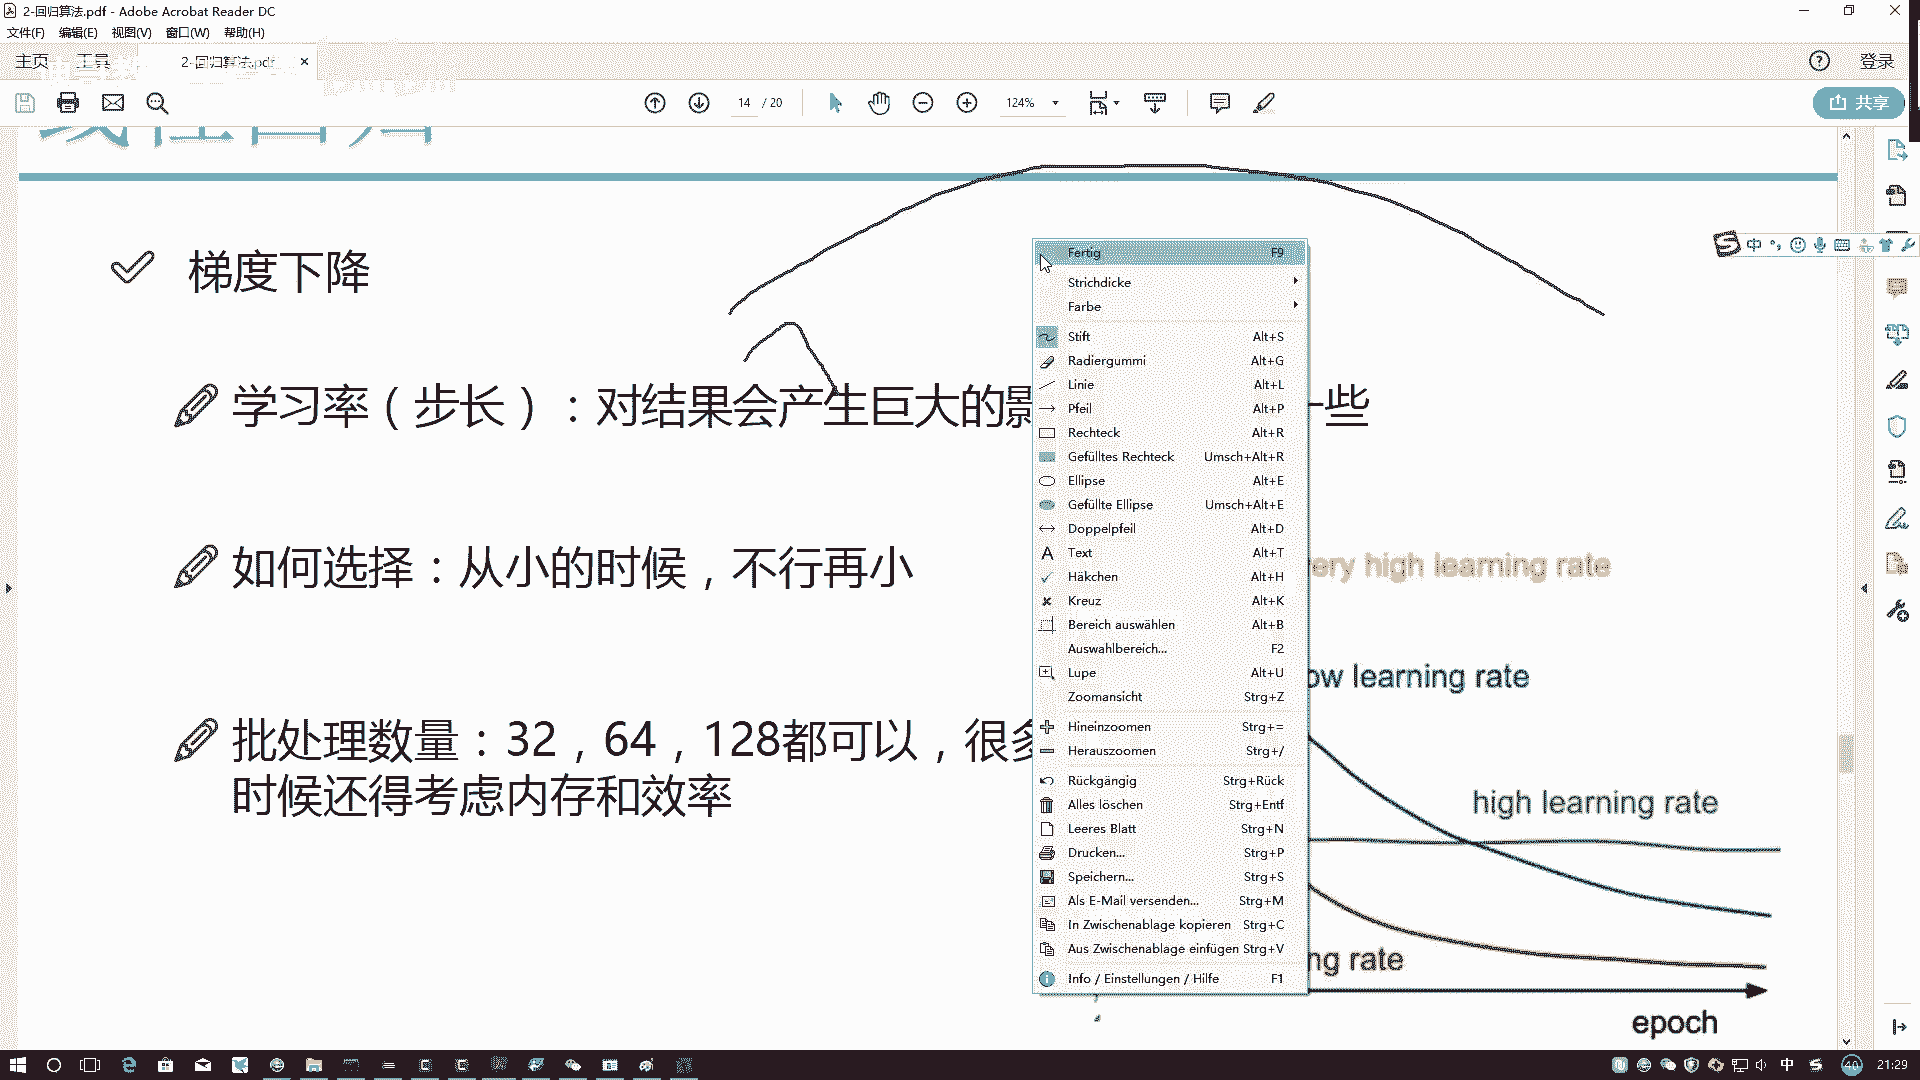 2-回归算法.pdf - Adobe Acrobat Reader DC
文件(F) 编辑(E) 视图(V) 窗口(W) 帮助(H)
主页 工具 2-回归算法.pdf × 登录
14 / 20 124% 共享
线性回归
梯度下降
学习率（步长）：对结果会产生巨大的影
一些
如何选择：从小的时候，不行再小
批处理数量：32，64，128都可以，很多
时候还得考虑内存和效率
Fertig F9
Strichdicke
Farbe
Stift Alt+S
Radiergummi Alt+G
Linie Alt+L
Pfeil Alt+P
Rechteck Alt+R
Gefülltes Rechteck Umsch+Alt+R
Ellipse Alt+E
Gefüllte Ellipse Umsch+Alt+E
Doppelpfeil Alt+D
Text Alt+T
Häkchen Alt+H
Kreuz Alt+K
Bereich auswählen Alt+B
Auswahlbereich... F2
Lupe Alt+U
Zoomansicht Strg+Z
Hineinzoomen Strg+=
Herauszoomen Strg+/
Rückgängig Strg+Rück
Alles löschen Strg+Entf
Leeres Blatt Strg+N
Drucken... Strg+P
Speichern... Strg+S
Als E-Mail versenden... Strg+M
In Zwischenablage kopieren Strg+C
Aus Zwischenablage einfügen Strg+V
Info / Einstellungen / Hilfe F1
中
ery high learning rate
ow learning rate
high learning rate
ng rate
epoch
中 40 21:29